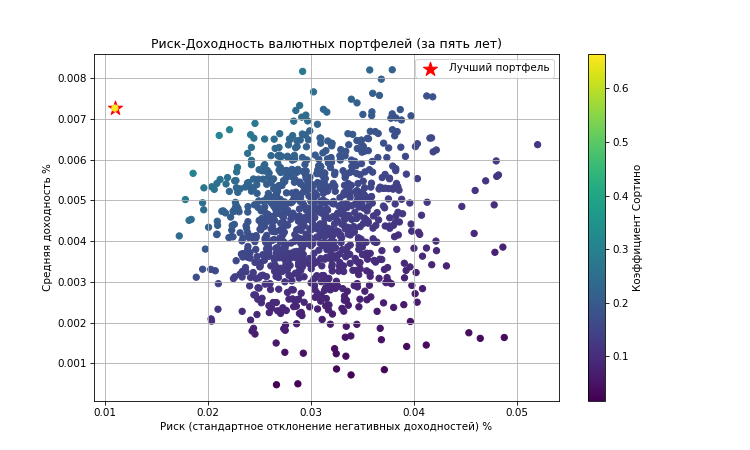 Риск-Доходность валютных портфелей (за пять лет)
Лучший портфель
Средняя доходность %
0.008
0.007
0.006
0.005
0.004
0.003
0.002
0.001
0.01 0.02 0.03 0.04 0.05
Риск (стандартное отклонение негативных доходностей) %
0.6
0.5
0.4
0.3
0.2
0.1
Коэффициент Сортино